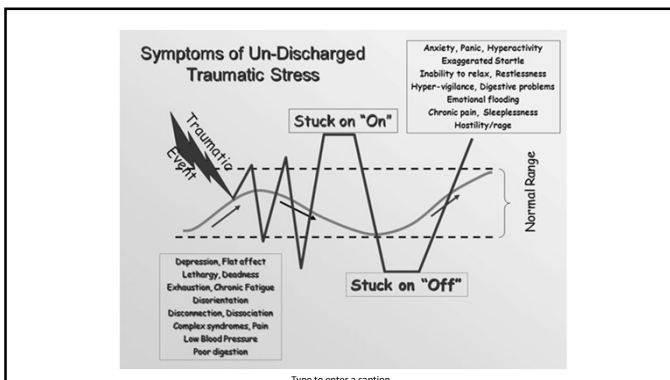 Symptoms of Un-Discharged
Traumatic Stress
Anxiety, Panic, Hyperactivity
Exaggerated Startle
Inability to relax, Restlessness
Hyper-vigilance, Digestive problems
Emotional flooding
Chronic pain, Sleeplessness
Hostility/rage
Traumatic
Event
Stuck on "On"
Normal Range
Stuck on "Off"
Depression, Flat affect
Lethargy, Deadness
Exhaustion, Chronic Fatigue
Disorientation
Disconnection, Dissociation
Complex syndromes, Pain
Low Blood Pressure
Poor digestion
Type to enter a caption